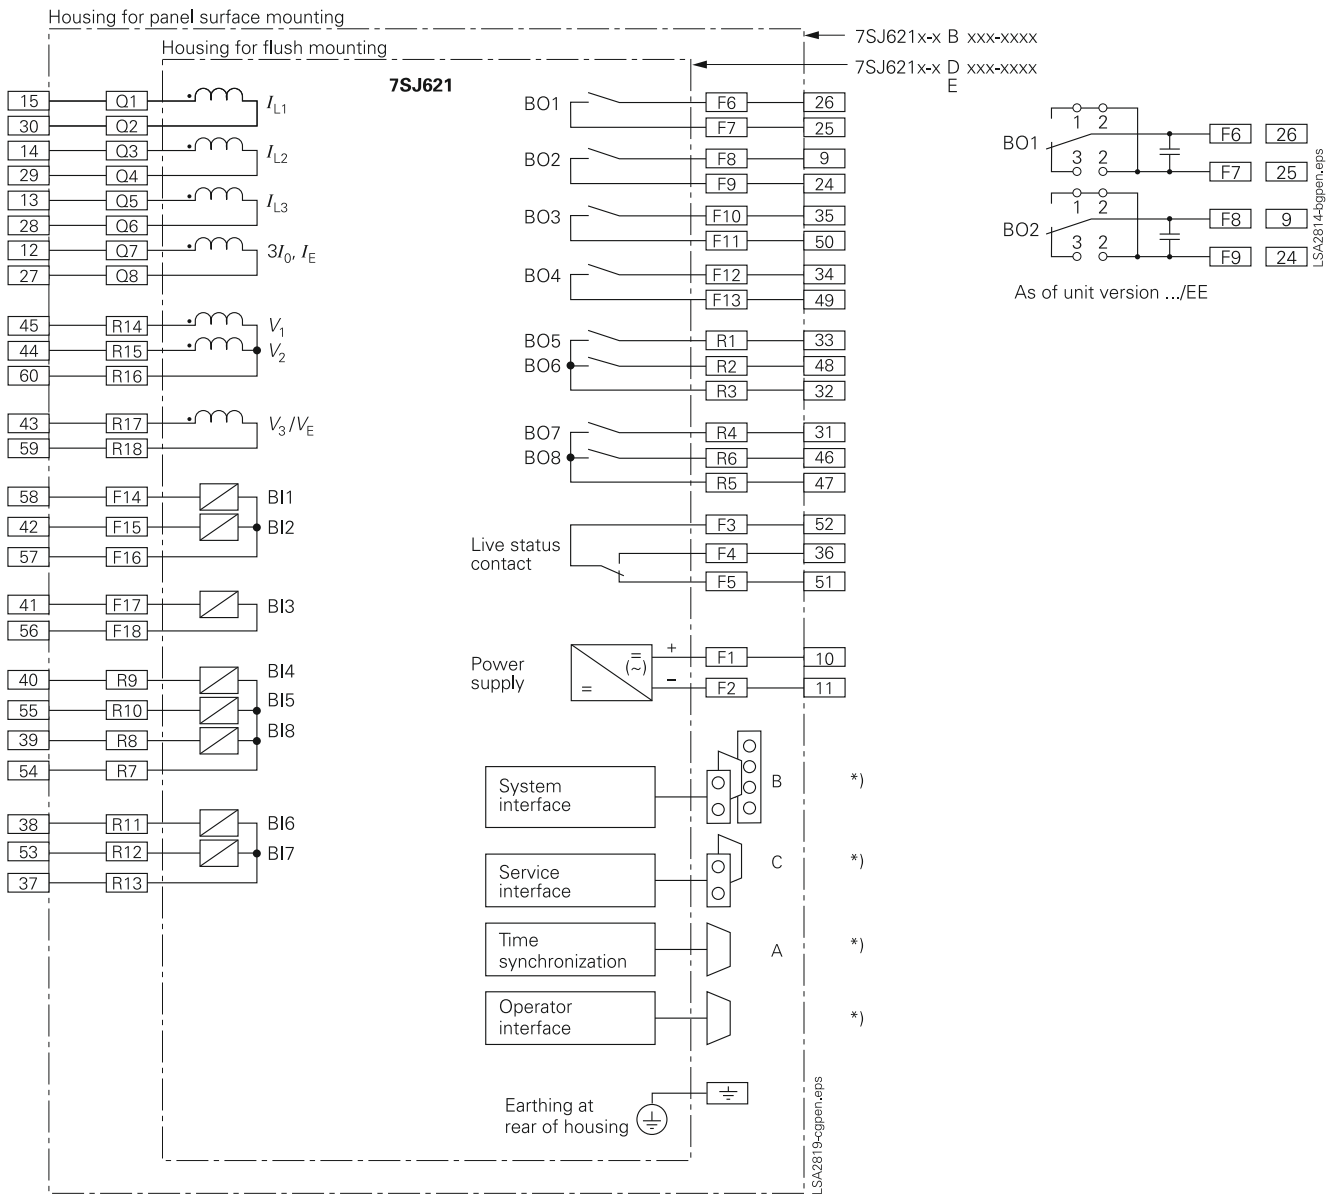 Housing for panel surface mounting
7SJ621x-x B xxx-xxxx
Housing for flush mounting
7SJ621x-x D xxx-xxxx
E
7SJ621
15 Q1 I L1
30 Q2
14 Q3 I L2
29 Q4
13 Q5 I L3
28 Q6
12 Q7 3I0, IE
27 Q8
45 R14 V1
44 R15 V2
60 R16
43 R17 V3/VE
59 R18
58 F14 BI1
42 F15 BI2
57 F16
41 F17 BI3
56 F18
40 R9 BI4
55 R10 BI5
39 R8 BI8
54 R7
38 R11 BI6
53 R12 BI7
37 R13
BO1 F6 26
F7 25
BO2 F8 9
F9 24
BO3 F10 35
F11 50
BO4 F12 34
F13 49
BO5 R1 33
BO6 R2 48
R3 32
BO7 R4 31
BO8 R6 46
R5 47
Live status
contact
F3 52
F4 36
F5 51
Power
supply
= (~)
=
+ F1 10
– F2 11
System
interface
B *)
Service
interface
C *)
Time
synchronization
A *)
Operator
interface
*)
Earthing at
rear of housing
LSA2819-cgpen.eps
1 2
BO1 F6 26
3 2
F7 25
1 2
BO2 F8 9
3 2
F9 24
As of unit version .../EE
LSA2814-bgpen.eps